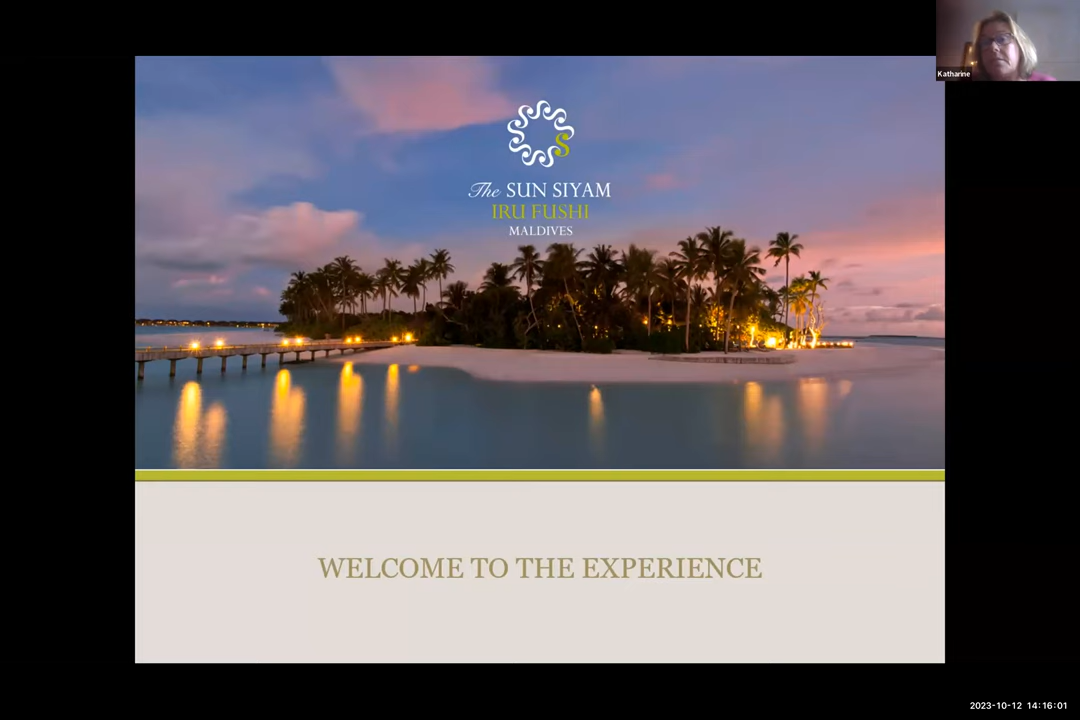 Katharine
The SUN SIYAM
IRU FUSHI
MALDIVES
WELCOME TO THE EXPERIENCE
2023-10-12 14:16:01